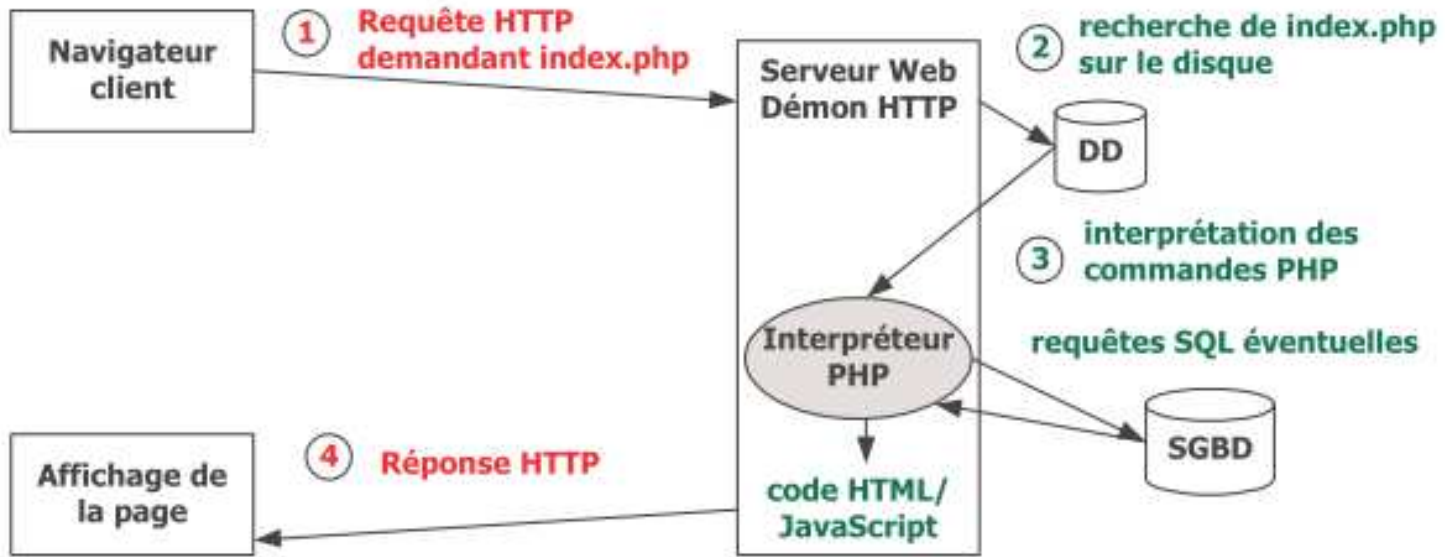 Navigateur
client
1
Requête HTTP
demandant index.php
Serveur Web
Démon HTTP
2
recherche de index.php
sur le disque
DD
3
interprétation des
commandes PHP
Interpréteur
PHP
requêtes SQL éventuelles
SGBD
code HTML/
JavaScript
4
Réponse HTTP
Affichage de
la page